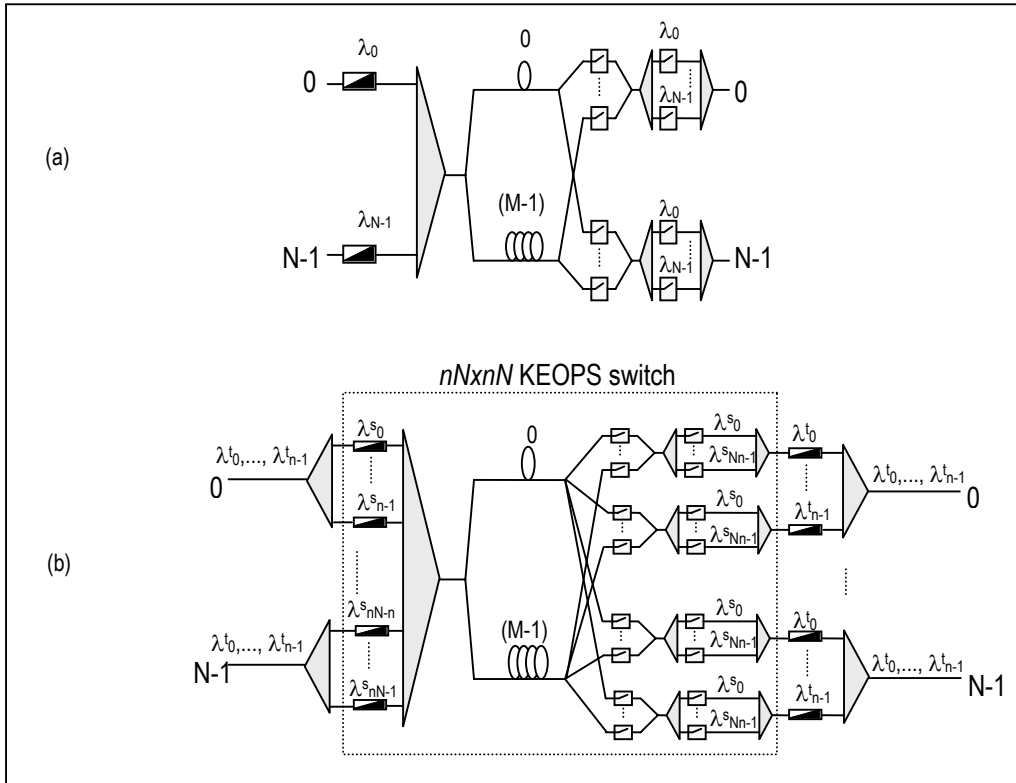 (a)
0
λ0
N-1
λN-1
0
(M-1)
λ0
λN-1
0
λ0
λN-1
N-1
(b)
nNxnN KEOPS switch
λt0,..., λtn-1
0
λs0
λsn-1
λt0,..., λtn-1
N-1
λsnN-n
λsnN-1
0
(M-1)
λs0
λsNn-1
λs0
λsNn-1
λs0
λsNn-1
λs0
λsNn-1
λt0
λtn-1
λt0
λtn-1
λt0,..., λtn-1
0
λt0,..., λtn-1
N-1